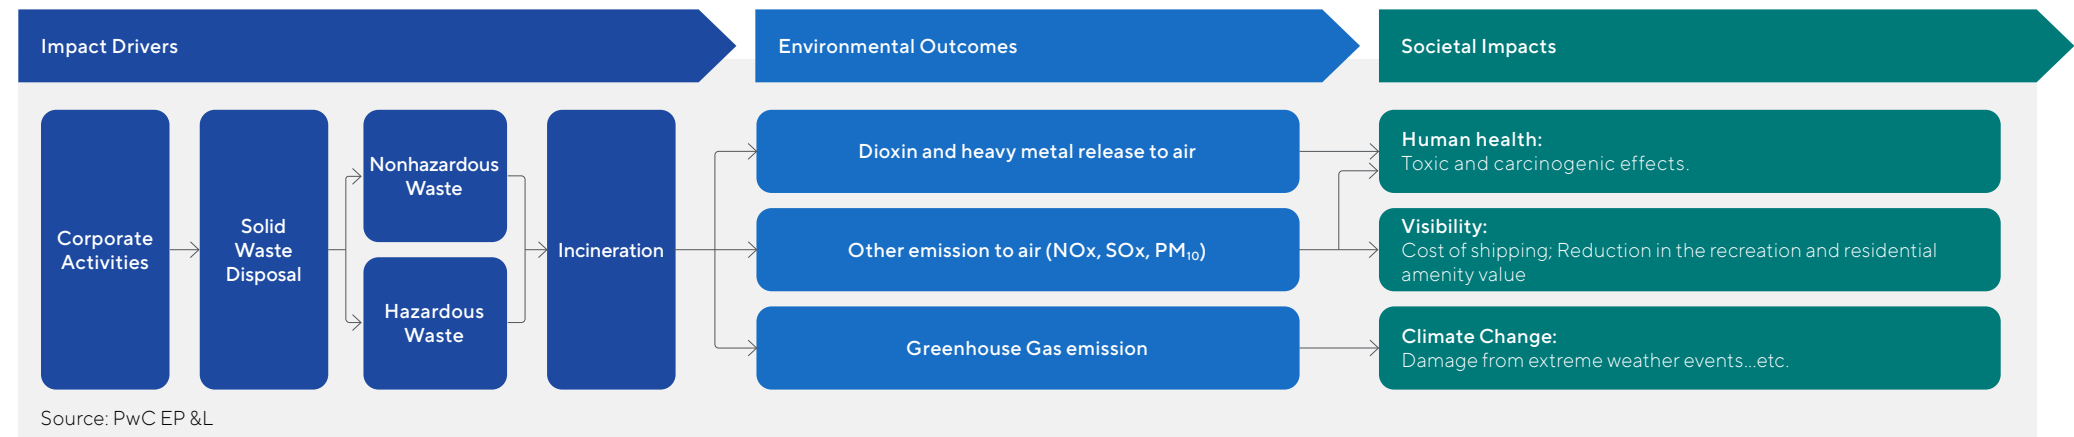 Impact Drivers
Environmental Outcomes
Societal Impacts
Corporate
Activities
Solid
Waste
Disposal
Nonhazardous
Waste
Hazardous
Waste
Incineration
Dioxin and heavy metal release to air
Other emission to air (NOx, SOx, PM₁₀)
Greenhouse Gas emission
Human health:
Toxic and carcinogenic effects.
Visibility:
Cost of shipping; Reduction in the recreation and residential
amenity value
Climate Change:
Damage from extreme weather events...etc.
Source: PwC EP &L